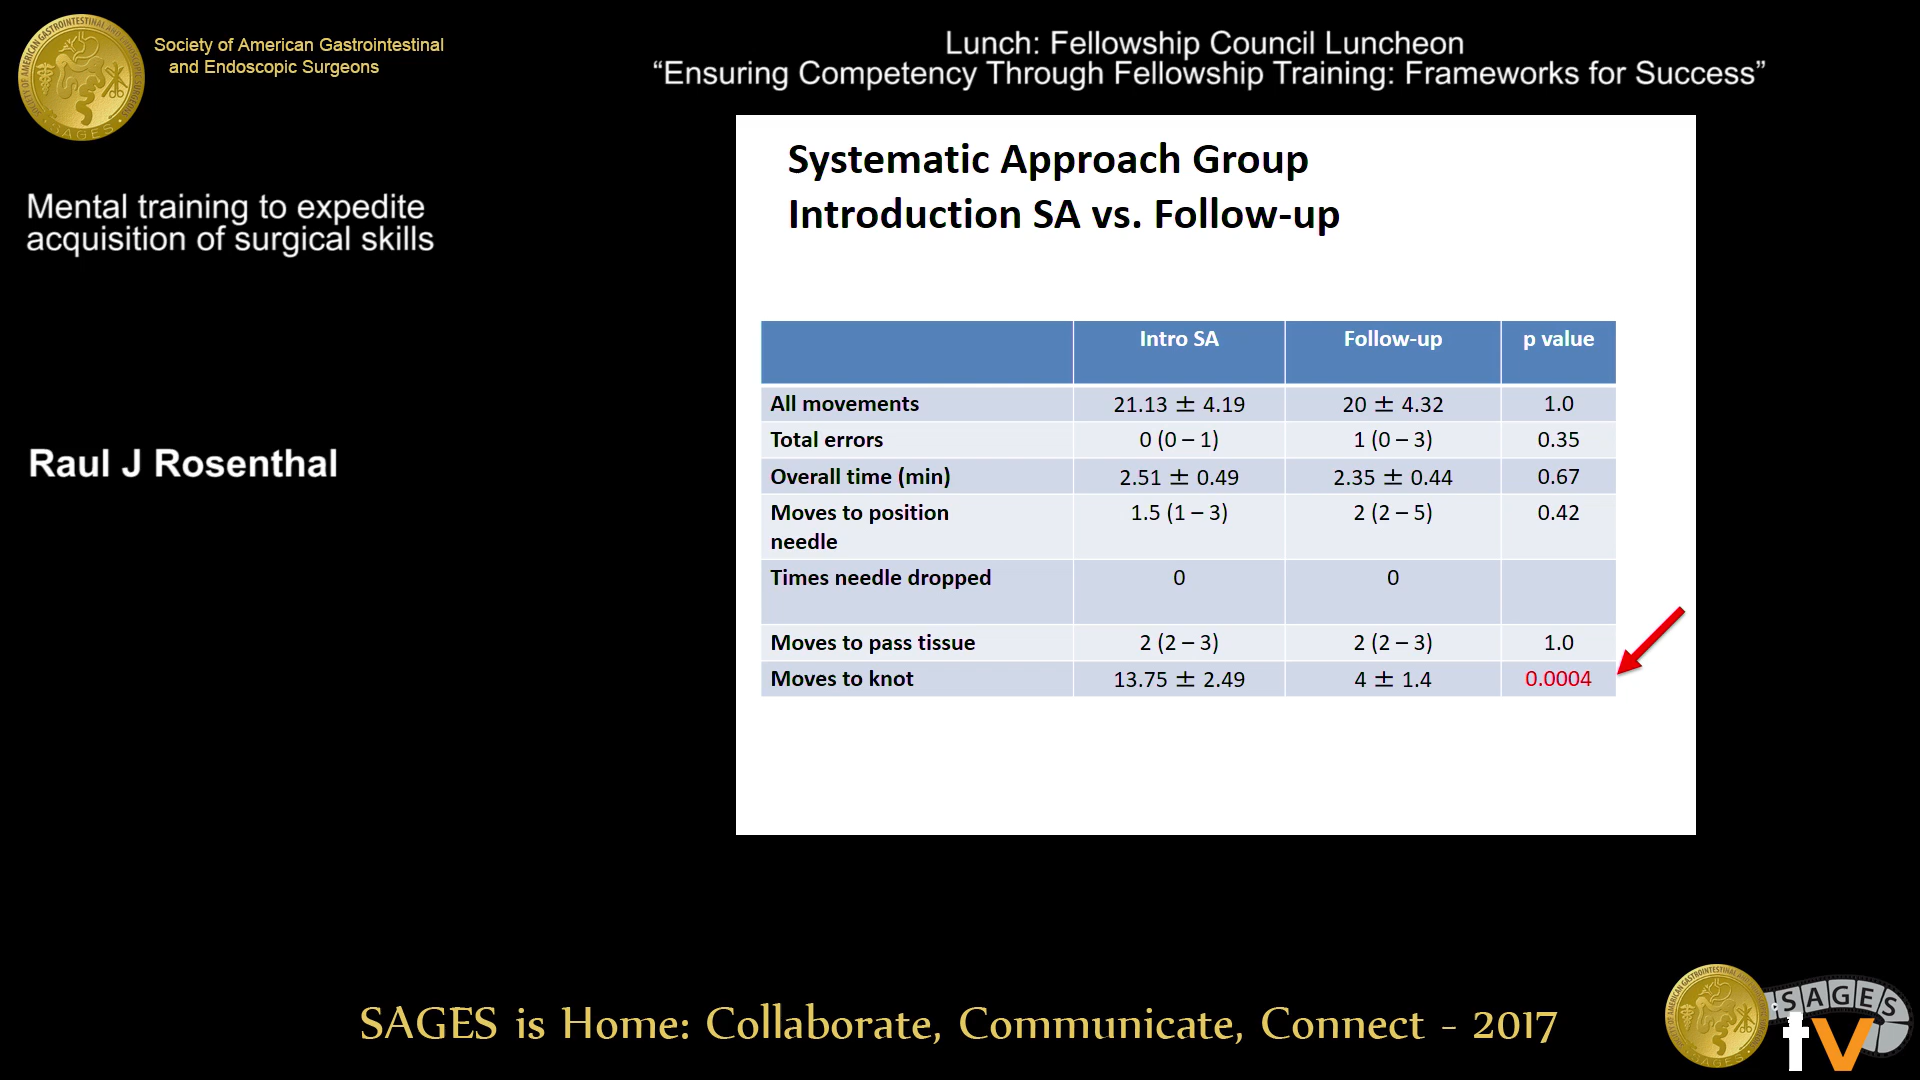 Society of American Gastrointestinal
and Endoscopic Surgeons
Lunch: Fellowship Council Luncheon
“Ensuring Competency Through Fellowship Training: Frameworks for Success”
Mental training to expedite
acquisition of surgical skills
Raul J Rosenthal
Systematic Approach Group
Introduction SA vs. Follow-up
Intro SA Follow-up p value
All movements 21.13 ± 4.19 20 ± 4.32 1.0
Total errors 0 (0 – 1) 1 (0 – 3) 0.35
Overall time (min) 2.51 ± 0.49 2.35 ± 0.44 0.67
Moves to position 1.5 (1 – 3) 2 (2 – 5) 0.42
needle
Times needle dropped 0 0
Moves to pass tissue 2 (2 – 3) 2 (2 – 3) 1.0
Moves to knot 13.75 ± 2.49 4 ± 1.4 0.0004
SAGES is Home: Collaborate, Communicate, Connect - 2017
SAGES
tv